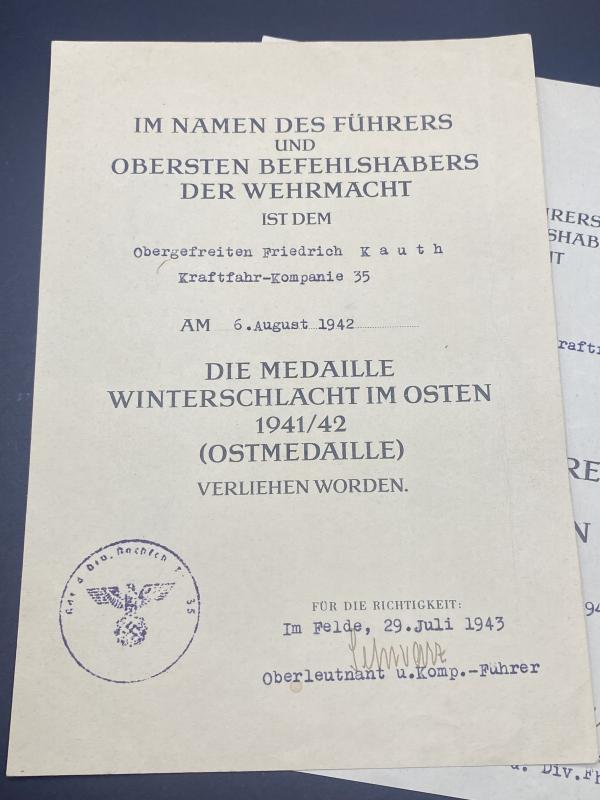 IM NAMEN DES FÜHRERS
UND
OBERSTEN BEFEHLSHABERS
DER WEHRMACHT
IST DEM
Obergefreiten Friedrich K a u t h
Kraftfahr-Kompanie 35
AM 6.August 1942
DIE MEDAILLE
WINTERSCHLACHT IM OSTEN
1941/42
(OSTMEDAILLE)
VERLIEHEN WORDEN.
FÜR DIE RICHTIGKEIT:
Im Felde, 29.Juli 1943
Oberleutnant u.Komp.-Führer
35
u. Div.